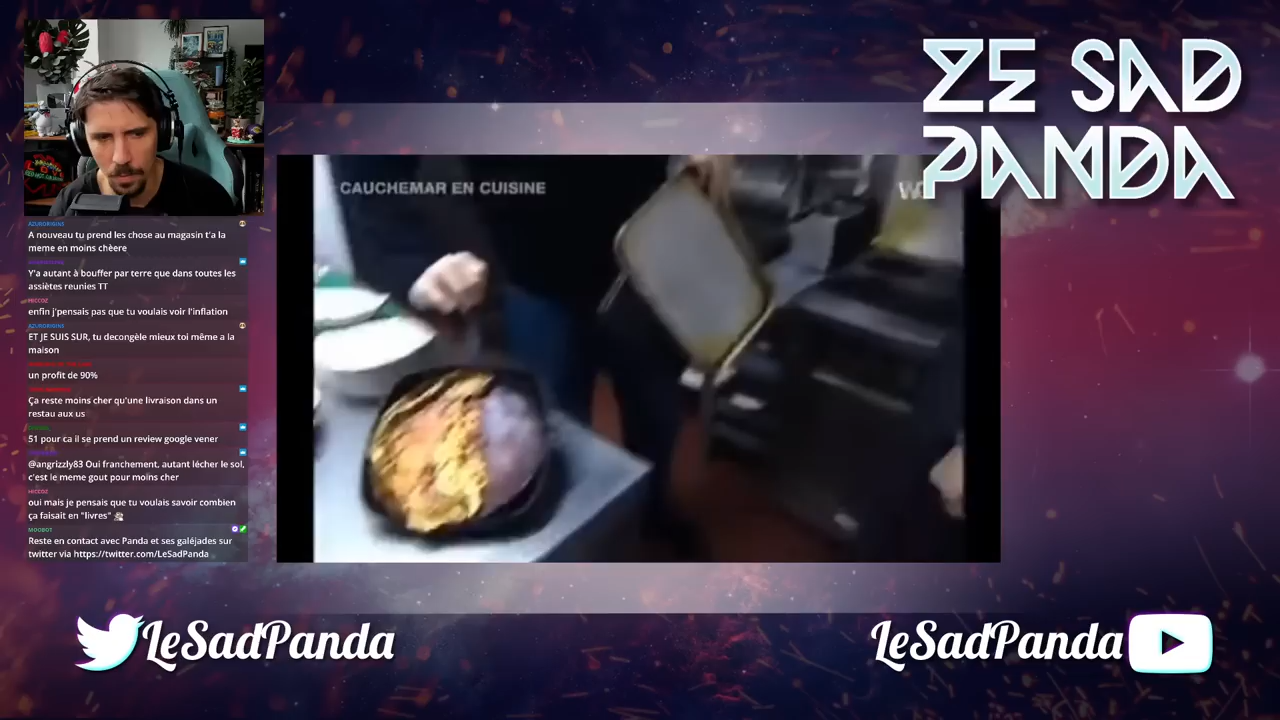 ZE SAD
PANDA
CAUCHEMAR EN CUISINE
W
AZURORIGINS
A nouveau tu prend les chose au magasin t'a la
meme en moins chèere
Y'a autant à bouffer par terre que dans toutes les
assiètes reunies TT
HICCOZ
enfin j'pensais pas que tu voulais voir l'inflation
AZURORIGINS
ET JE SUIS SUR, tu decongèle mieux toi même a la
maison
un profit de 90%
Ça reste moins cher qu'une livraison dans un
restau aux us
51 pour ca il se prend un review google vener
@angrizzly83 Oui franchement, autant lécher le sol,
c'est le meme gout pour moins cher
HICCOZ
oui mais je pensais que tu voulais savoir combien
ça faisait en "livres"
MOOBOT
Reste en contact avec Panda et ses galéjades sur
twitter via https://twitter.com/LeSadPanda
LeSadPanda
LeSadPanda